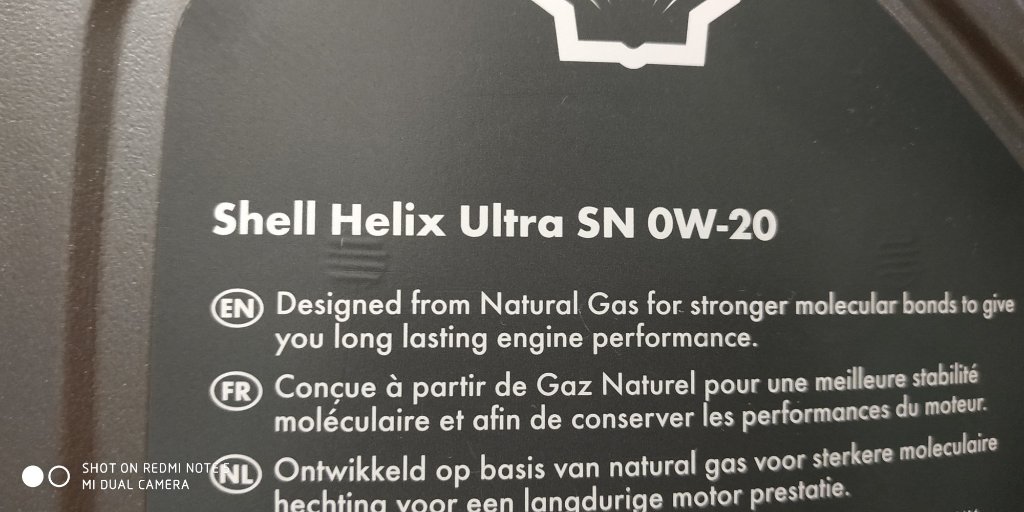 Shell Helix Ultra SN 0W-20
EN Designed from Natural Gas for stronger molecular bonds to give
you long lasting engine performance.
FR Conçue à partir de Gaz Naturel pour une meilleure stabilité
moléculaire et afin de conserver les performances du moteur.
NL Ontwikkeld op basis van natural gas voor sterkere moleculaire
hechting voor een langdurige motor prestatie.
SHOT ON REDMI NOTE 5
MI DUAL CAMERA